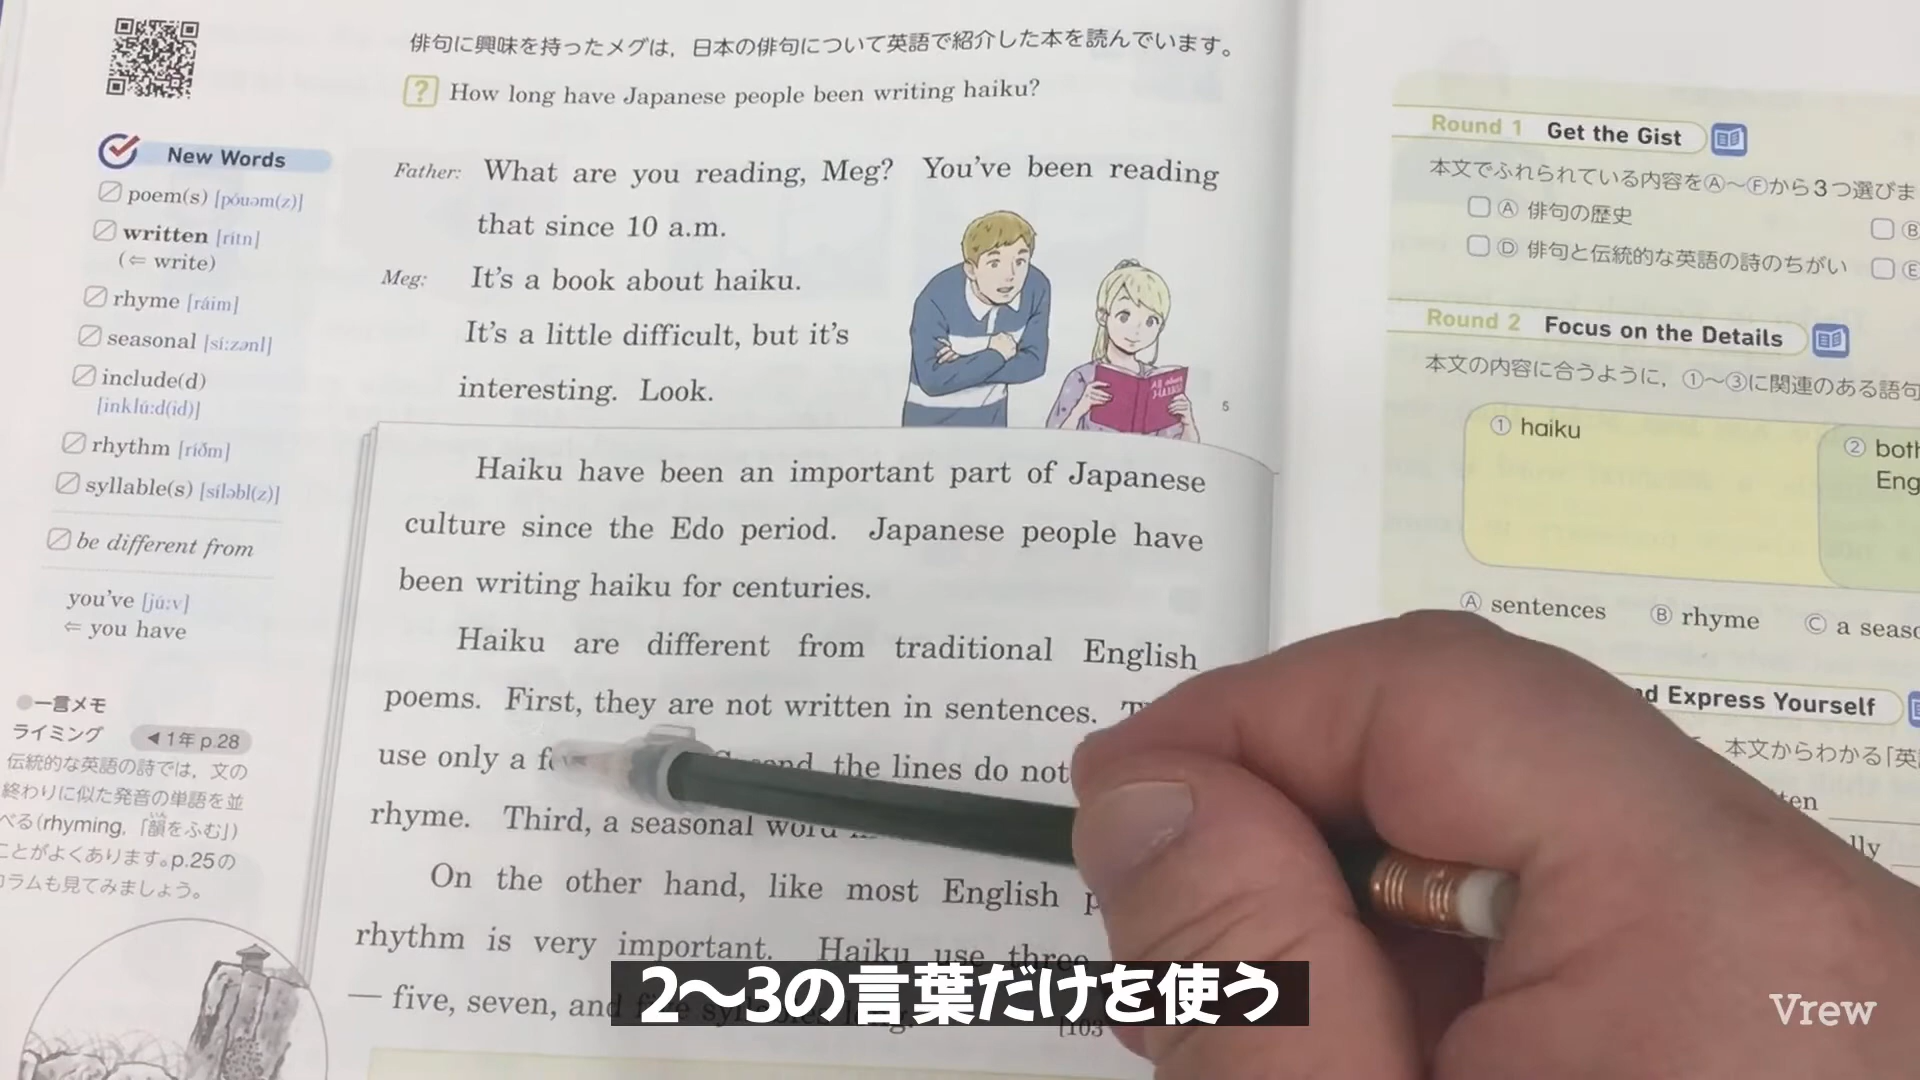 俳句に興味を持ったメグは，日本の俳句について英語で紹介した本を読んでいます。
? How long have Japanese people been writing haiku?
New Words
poem(s) [póuəm(z)]
written [rítn]
(⇐ write)
rhyme [ráim]
seasonal [síːzənl]
include(d)
[inklúːd(id)]
rhythm [ríðm]
syllable(s) [síləbl(z)]
be different from
you've [júːv]
⇐ you have
●一言メモ
ライミング ◀1年 p.28
伝統的な英語の詩では，文の
終わりに似た発音の単語を並
べる(rhyming,「韻をふむ」)
ことがよくあります。p.25の
コラムも見てみましょう。
Father: What are you reading, Meg? You've been reading
that since 10 a.m.
Meg: It's a book about haiku.
It's a little difficult, but it's
interesting. Look.
All about
HAIKU
5
Haiku have been an important part of Japanese
culture since the Edo period. Japanese people have
been writing haiku for centuries.
Haiku are different from traditional English
poems. First, they are not written in sentences.
use only a the lines do not
rhyme. Third, a seasonal word
On the other hand, like most English
rhythm is very important. Haiku use three
— five, seven, and
[103
Round 1 Get the Gist
本文でふれられている内容をⒶ～Ⓕから3つ選びま
Ⓐ 俳句の歴史
Ⓑ
Ⓓ 俳句と伝統的な英語の詩のちがい
Ⓔ
Round 2 Focus on the Details
本文の内容に合うように，①～③に関連のある語句
① haiku
② both
Eng
Ⓐ sentences Ⓑ rhyme Ⓒ a seaso
nd Express Yourself
本文からわかる「英
ten
lly
2～3の言葉だけを使う
Vrew